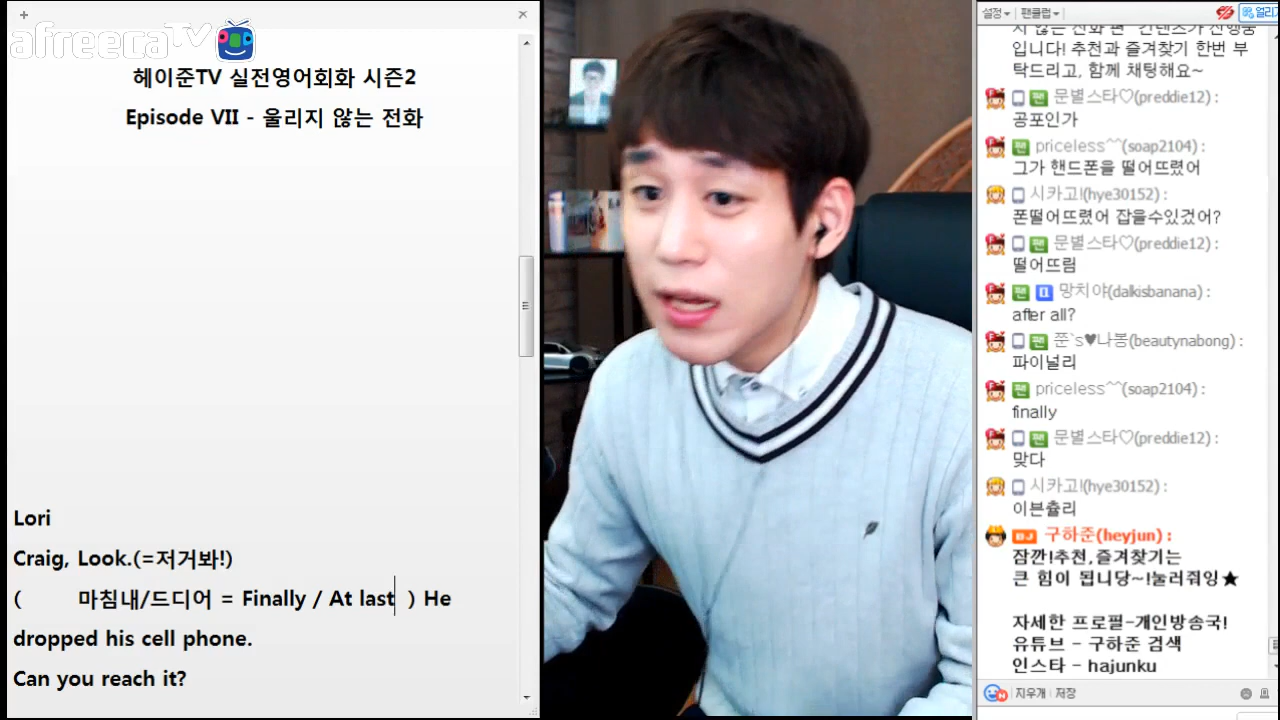 afreecaTV
헤이준TV 실전영어회화 시즌2
Episode VII - 울리지 않는 전화
Lori
Craig, Look.(=저거봐!)
( 마침내/드디어 = Finally / At last ) He
dropped his cell phone.
Can you reach it?
설정 팬클럽 얼리기
입니다! 추천과 즐겨찾기 한번 부
탁드리고, 함께 채팅해요~
문별스타♡(preddie12) :
공포인가
priceless^^(soap2104) :
그가 핸드폰을 떨어뜨렸어
시카고!(hye30152) :
폰떨어뜨렸어 잡을수있겄어?
문별스타♡(preddie12) :
떨어뜨림
망치야(dalkisbanana) :
after all?
쭌`s♥나봉(beautynabong) :
파이널리
priceless^^(soap2104) :
finally
문별스타♡(preddie12) :
맞다
시카고!(hye30152) :
이븐츌리
BJ 구하준(heyjun) :
잠깐!추천,즐겨찾기는
큰 힘이 됩니당~!눌러줘잉★
자세한 프로필-개인방송국!
유튜브 - 구하준 검색
인스타 - hajunku
지우개 저장